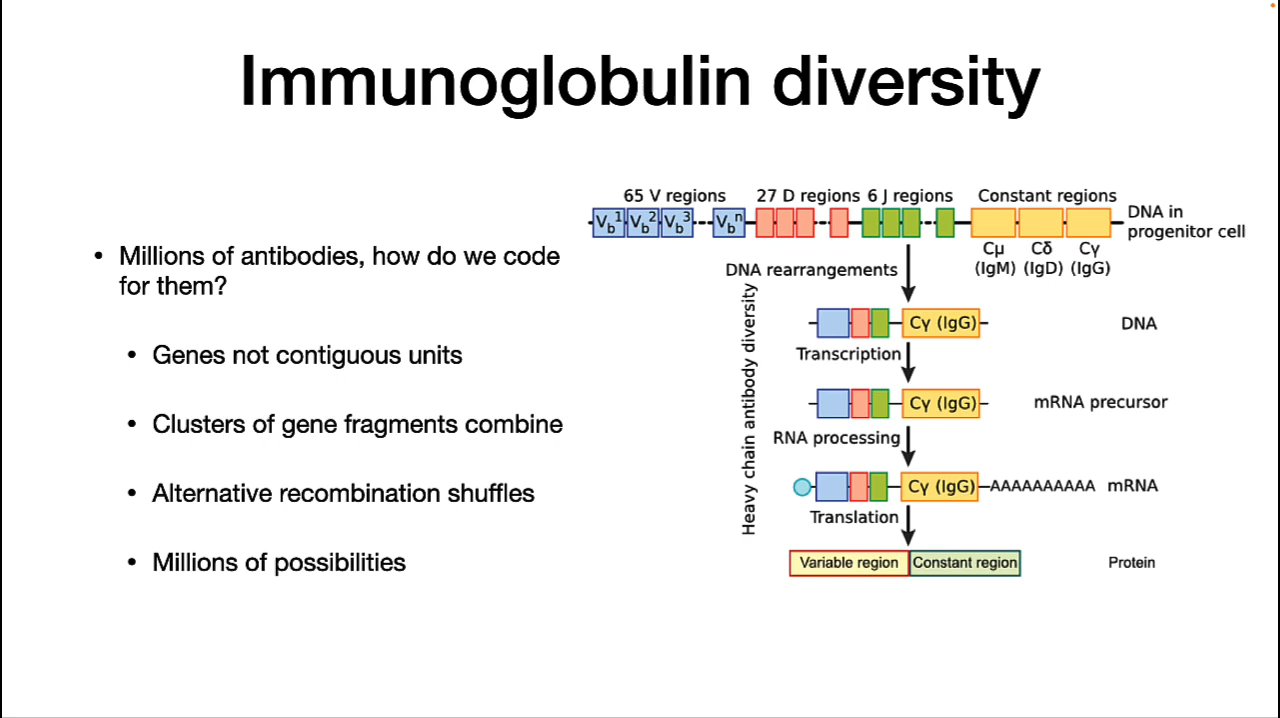 Immunoglobulin diversity
• Millions of antibodies, how do we code
for them?
• Genes not contiguous units
• Clusters of gene fragments combine
• Alternative recombination shuffles
• Millions of possibilities
65 V regions 27 D regions 6 J regions Constant regions
Vb1 Vb2 Vb3 Vbn
DNA in
progenitor cell
Cμ Cδ Cγ
(IgM) (IgD) (IgG)
DNA rearrangements
Heavy chain antibody diversity
Cγ (IgG) DNA
Transcription
Cγ (IgG) mRNA precursor
RNA processing
Cγ (IgG) AAAAAAAAAA mRNA
Translation
Variable region Constant region Protein